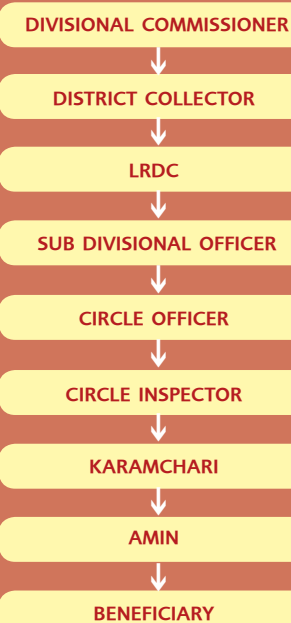 DIVISIONAL COMMISSIONER
DISTRICT COLLECTOR
LRDC
SUB DIVISIONAL OFFICER
CIRCLE OFFICER
CIRCLE INSPECTOR
KARAMCHARI
AMIN
BENEFICIARY